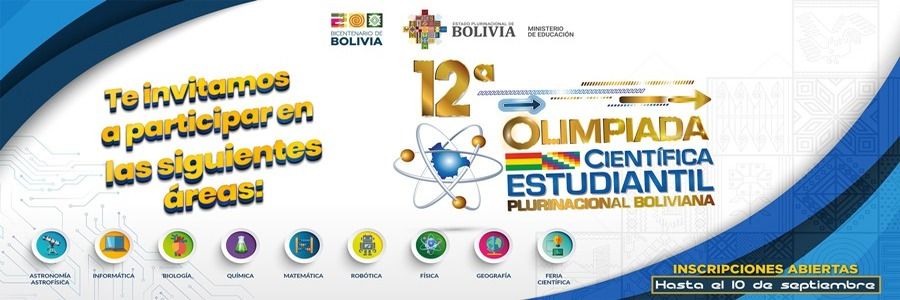 BICENTENARIO DE
BOLIVIA
ESTADO PLURINACIONAL DE
BOLIVIA
MINISTERIO
DE EDUCACIÓN
Te invitamos
a participar en
las siguientes
áreas:
12ª
OLIMPIADA
CIENTÍFICA
ESTUDIANTIL
PLURINACIONAL BOLIVIANA
ASTRONOMÍA
ASTROFÍSICA
INFORMÁTICA
BIOLOGÍA
QUÍMICA
MATEMÁTICA
ROBÓTICA
FÍSICA
GEOGRAFÍA
FERIA
CIENTÍFICA
INSCRIPCIONES ABIERTAS
Hasta el 10 de septiembre